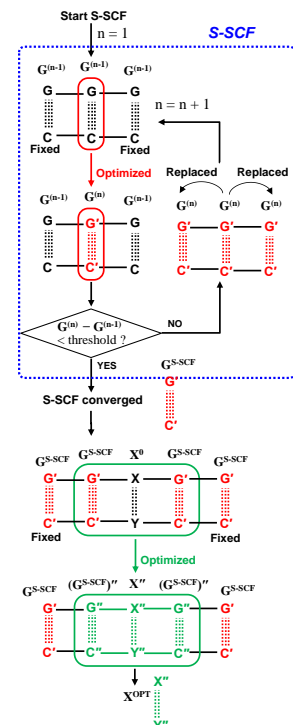 Start S-SCF
S-SCF
n = 1
G(n-1) G(n-1) G(n-1)
G G G
n = n + 1
C C C
Fixed Fixed
Optimized
Replaced Replaced
G(n-1) G(n) G(n-1)
G(n) G(n) G(n)
G G' G
G' G' G'
C C' C
C' C' C'
G(n) – G(n-1)
< threshold ?
NO
YES
GS-SCF
G'
C'
S-SCF converged
GS-SCF GS-SCF X0 GS-SCF GS-SCF
G' G' X G' G'
C' C' Y C' C'
Fixed Fixed
Optimized
GS-SCF (GS-SCF)'' X'' (GS-SCF)'' GS-SCF
G' G'' X'' G'' G'
C' C'' Y'' C'' C'
XOPT
X''
Y''